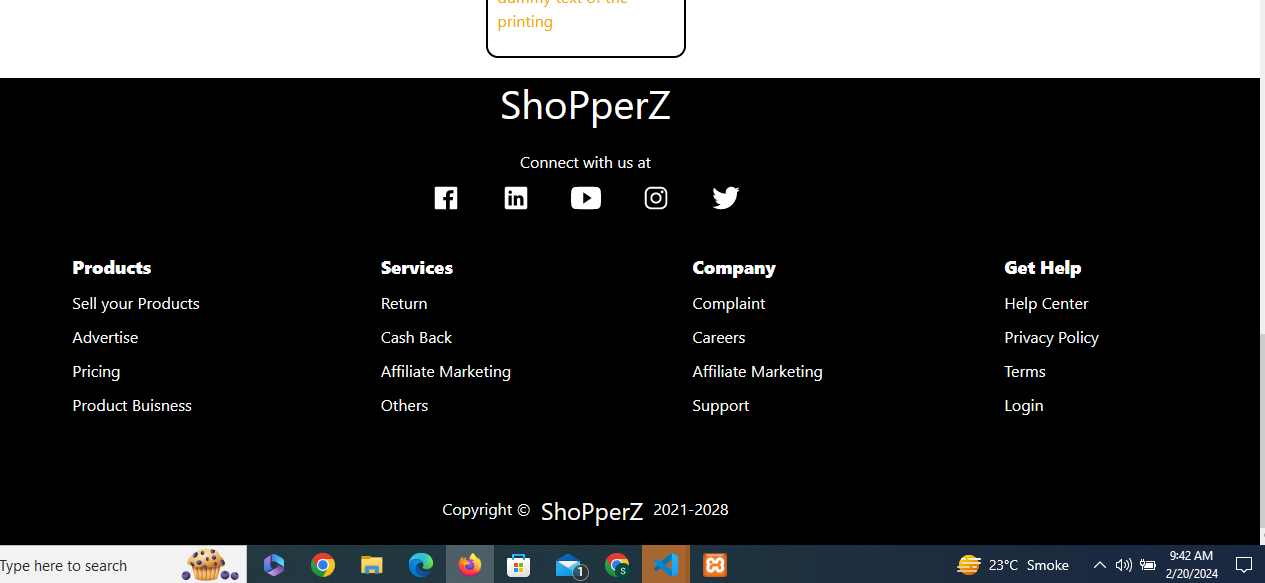 dummy text of the
printing
ShoPperZ
Connect with us at
Products
Sell your Products
Advertise
Pricing
Product Buisness
Services
Return
Cash Back
Affiliate Marketing
Others
Company
Complaint
Careers
Affiliate Marketing
Support
Get Help
Help Center
Privacy Policy
Terms
Login
Copyright © ShoPperZ 2021-2028
Type here to search
1
S
23°C Smoke
9:42 AM
2/20/2024